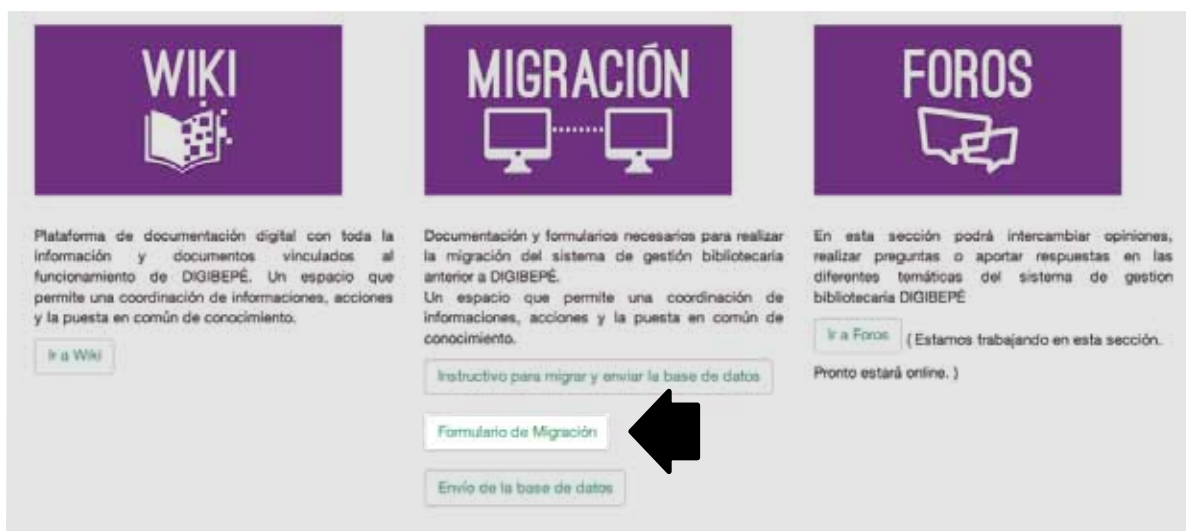 WIKI
Plataforma de documentación digital con toda la
información y documentos vinculados al
funcionamiento de DIGIBEPÉ. Un espacio que
permite una coordinación de informaciones, acciones
y la puesta en común de conocimiento.
Ir a Wiki
MIGRACIÓN
Documentación y formularios necesarios para realizar
la migración del sistema de gestión bibliotecaria
anterior a DIGIBEPÉ.
Un espacio que permite una coordinación de
informaciones, acciones y la puesta en común de
conocimiento.
Instructivo para migrar y enviar la base de datos
Formulario de Migración
Envío de la base de datos
FOROS
En esta sección podrá intercambiar opiniones,
realizar preguntas o aportar respuestas en las
diferentes temáticas del sistema de gestion
bibliotecaria DIGIBEPÉ
Ir a Foros ( Estamos trabajando en esta sección.
Pronto estará online. )